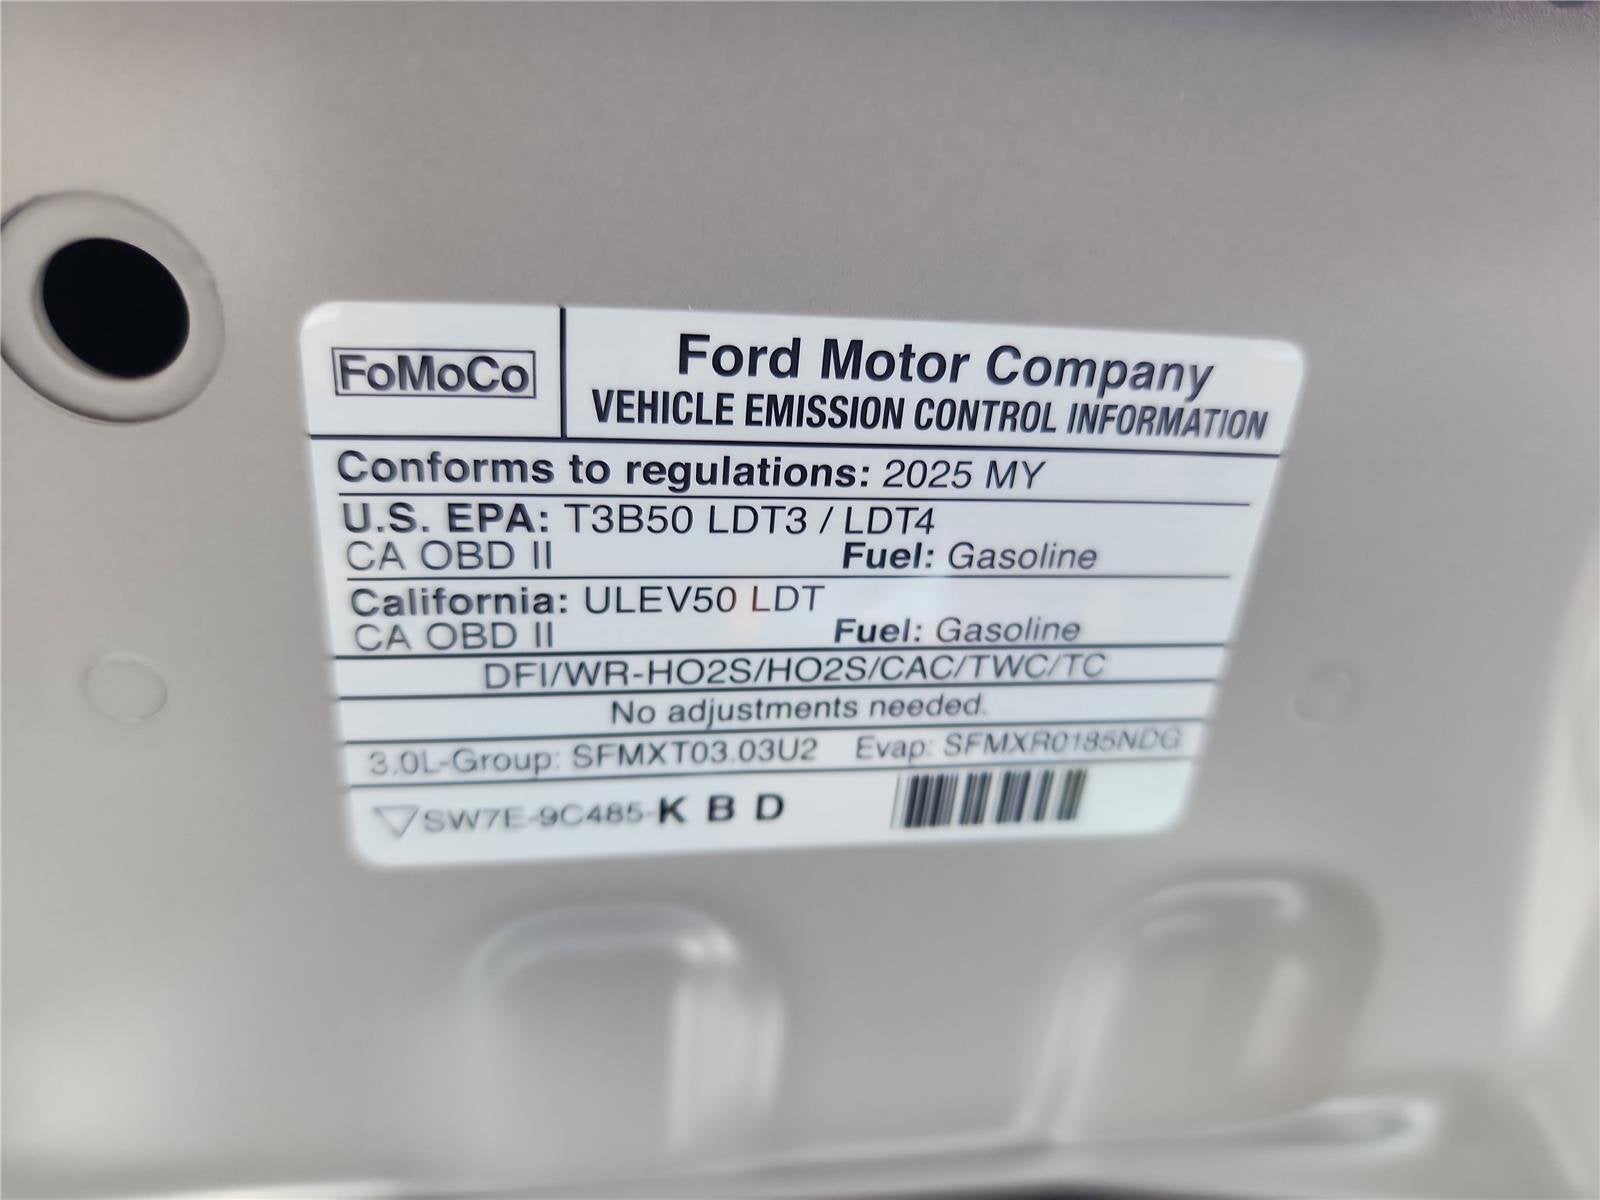 FoMoCo
Ford Motor Company
VEHICLE EMISSION CONTROL INFORMATION
Conforms to regulations: 2025 MY
U.S. EPA: T3B50 LDT3 / LDT4
CA OBD II Fuel: Gasoline
California: ULEV50 LDT
CA OBD II Fuel: Gasoline
DFI/WR-HO2S/HO2S/CAC/TWC/TC
No adjustments needed.
3.0L-Group: SFMXT03.03U2 Evap: SFMXR0185NDG
SW7E-9C485-K B D